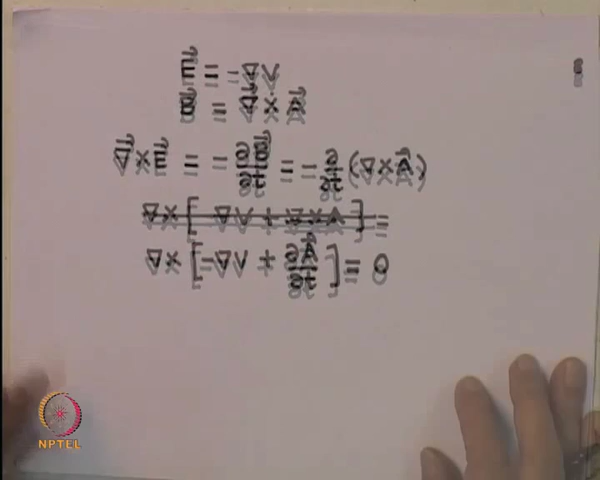 E⃗ = -∇⃗V
B⃗ = ∇⃗ × A⃗
∇⃗×E⃗ = -∂B⃗/∂t = -∂/∂t (∇×A⃗)
∇× [ ∇V + ∇×A ] =
∇× [-∇V + ∂A⃗/∂t] = 0
NPTEL